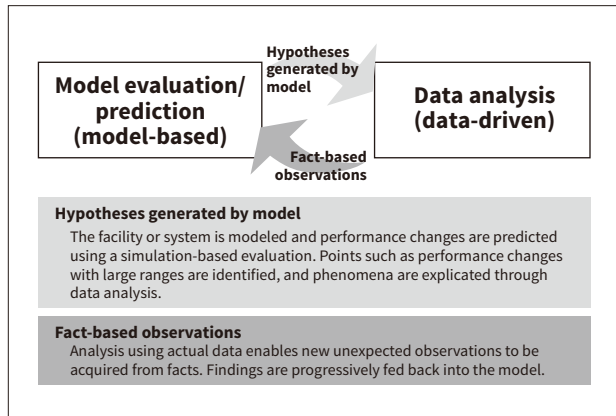 Hypotheses
generated by
model
Model evaluation/
prediction
(model-based)
Data analysis
(data-driven)
Fact-based
observations
Hypotheses generated by model
The facility or system is modeled and performance changes are predicted
using a simulation-based evaluation. Points such as performance changes
with large ranges are identified, and phenomena are explicated through
data analysis.
Fact-based observations
Analysis using actual data enables new unexpected observations to be
acquired from facts. Findings are progressively fed back into the model.